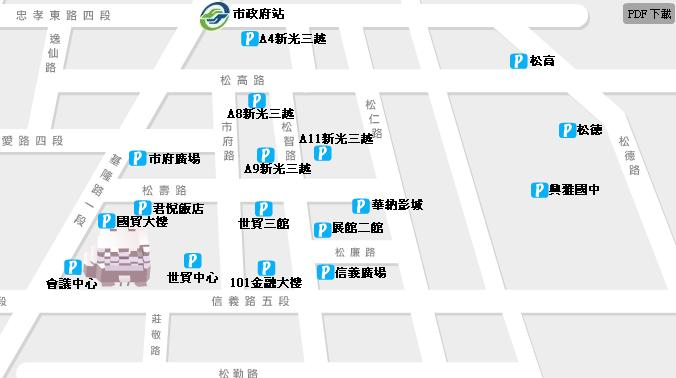 忠孝東路四段
市政府站
PDF下載
逸仙路
A4新光三越
松高
松高路
A8新光三越
松仁路
市府路
松智路
A11新光三越
松德
愛路四段
松德路
市府廣場
A9新光三越
基隆路一段
松壽路
興雅國中
君悅飯店
華納影城
國貿大樓
世貿三館
展館二館
松廉路
會議中心
世貿中心
101金融大樓
信義廣場
段
信義路五段
莊敬路
松勤路